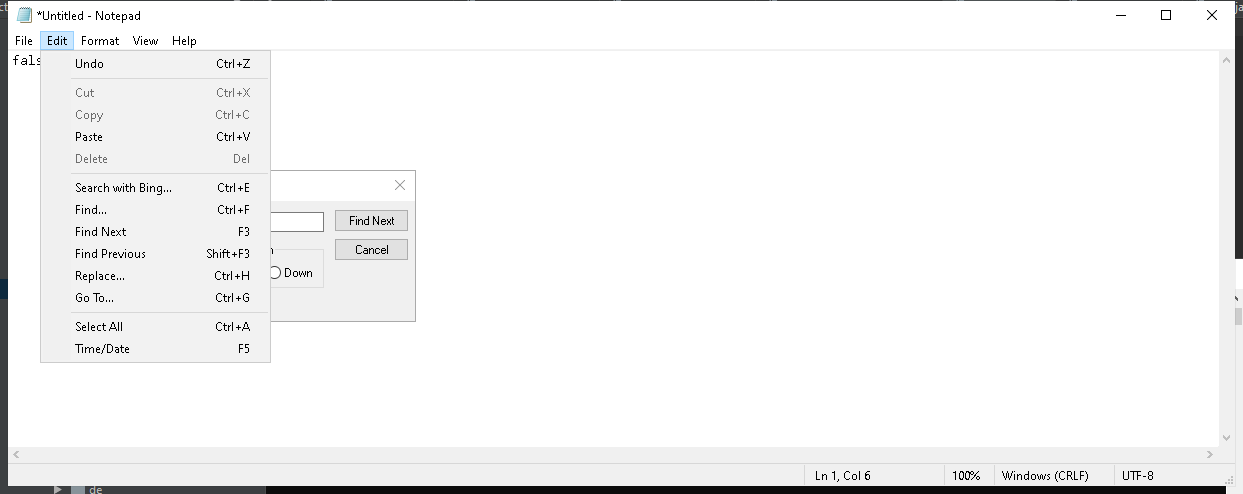 *Untitled - Notepad
File Edit Format View Help
fals
Undo Ctrl+Z
Cut Ctrl+X
Copy Ctrl+C
Paste Ctrl+V
Delete Del
Search with Bing... Ctrl+E
Find... Ctrl+F
Find Next F3
Find Previous Shift+F3
Replace... Ctrl+H
Go To... Ctrl+G
Select All Ctrl+A
Time/Date F5
Find Next
Cancel
Down
Ln 1, Col 6 100% Windows (CRLF) UTF-8
de